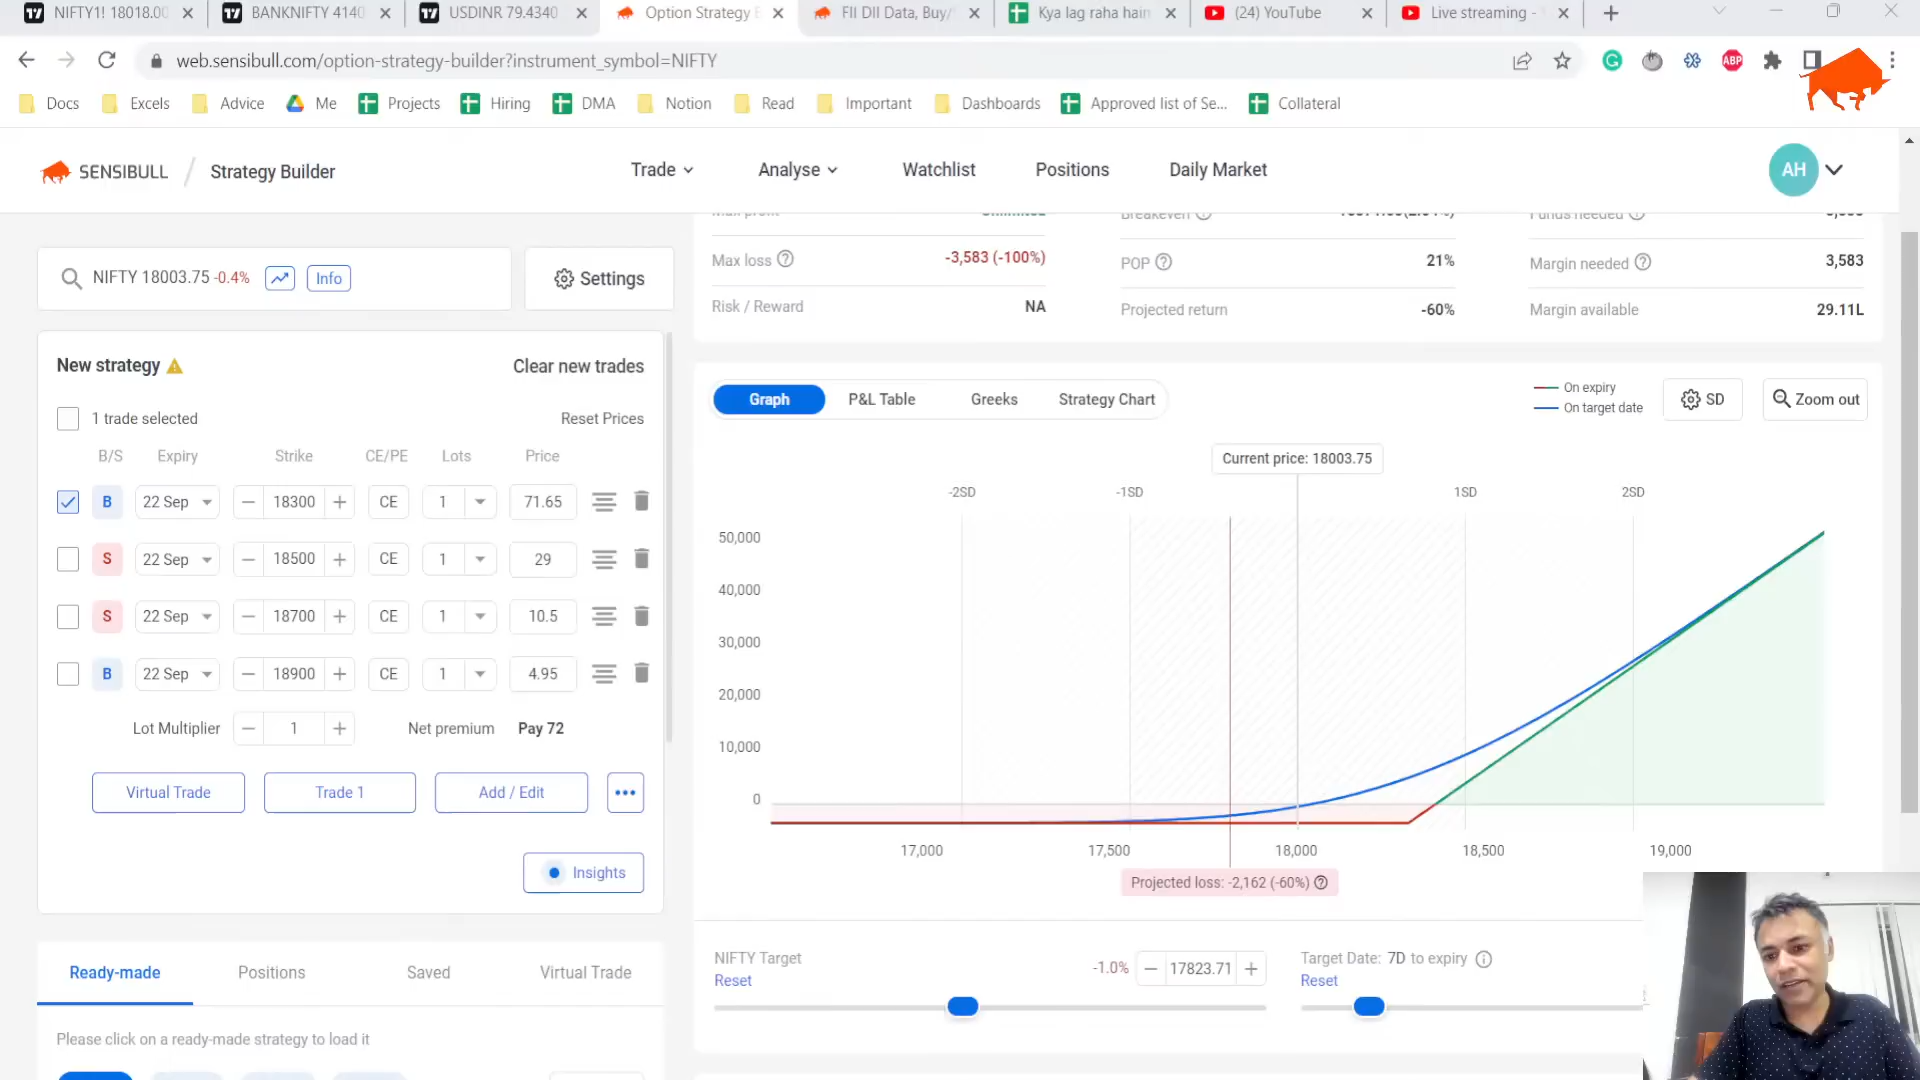 NIFTY1! 18018.00
BANKNIFTY 4140
USDINR 79.4340
Option Strategy B
FII DII Data, Buy/
Kya lag raha hain
(24) YouTube
Live streaming -
web.sensibull.com/option-strategy-builder?instrument_symbol=NIFTY
ABP
Docs
Excels
Advice
Me
Projects
Hiring
DMA
Notion
Read
Important
Dashboards
Approved list of Se...
Collateral
SENSIBULL / Strategy Builder
Trade
Analyse
Watchlist
Positions
Daily Market
AH
Max profit
Unlimited
Breakeven
Funds needed
3,583
NIFTY 18003.75 -0.4%
Info
Settings
Max loss
-3,583 (-100%)
POP
21%
Margin needed
3,583
Risk / Reward
NA
Projected return
-60%
Margin available
29.11L
New strategy
Clear new trades
1 trade selected
Reset Prices
B/S Expiry Strike CE/PE Lots Price
B 22 Sep 18300 CE 1 71.65
S 22 Sep 18500 CE 1 29
S 22 Sep 18700 CE 1 10.5
B 22 Sep 18900 CE 1 4.95
Lot Multiplier 1 Net premium Pay 72
Virtual Trade
Trade 1
Add / Edit
Insights
Ready-made
Positions
Saved
Virtual Trade
Please click on a ready-made strategy to load it
Graph
P&L Table
Greeks
Strategy Chart
On expiry
On target date
SD
Zoom out
Current price: 18003.75
-2SD -1SD 1SD 2SD
50,000
40,000
30,000
20,000
10,000
0
17,000 17,500 18,000 18,500 19,000
Projected loss: -2,162 (-60%)
NIFTY Target
Reset
-1.0%
17823.71
Target Date: 7D to expiry
Reset